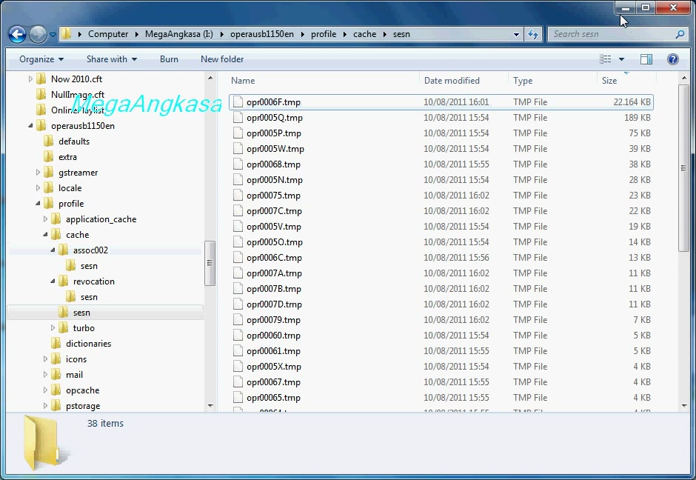 Computer ▸ MegaAngkasa (I:) ▸ operausb1150en ▸ profile ▸ cache ▸ sesn
Search sesn
Organize Share with Burn New folder
Now 2010.cft
NullImage.cft
MegaAngkasa
operausb1150en
defaults
extra
gstreamer
locale
profile
application_cache
cache
assoc002
sesn
revocation
sesn
sesn
turbo
dictionaries
icons
mail
opcache
pstorage
Name Date modified Type Size
opr0006F.tmp 10/08/2011 16:01 TMP File 22.164 KB
opr0005Q.tmp 10/08/2011 15:54 TMP File 189 KB
opr0005P.tmp 10/08/2011 15:54 TMP File 75 KB
opr0005W.tmp 10/08/2011 15:54 TMP File 39 KB
opr00068.tmp 10/08/2011 15:55 TMP File 38 KB
opr0005N.tmp 10/08/2011 15:54 TMP File 28 KB
opr00075.tmp 10/08/2011 16:02 TMP File 23 KB
opr0007C.tmp 10/08/2011 16:02 TMP File 22 KB
opr0005V.tmp 10/08/2011 15:54 TMP File 19 KB
opr0005O.tmp 10/08/2011 15:54 TMP File 14 KB
opr0006C.tmp 10/08/2011 15:56 TMP File 13 KB
opr0007A.tmp 10/08/2011 16:02 TMP File 11 KB
opr0007B.tmp 10/08/2011 16:02 TMP File 11 KB
opr0007D.tmp 10/08/2011 16:02 TMP File 11 KB
opr00079.tmp 10/08/2011 16:02 TMP File 7 KB
opr00060.tmp 10/08/2011 15:54 TMP File 5 KB
opr00061.tmp 10/08/2011 15:55 TMP File 5 KB
opr0005X.tmp 10/08/2011 15:54 TMP File 4 KB
opr00067.tmp 10/08/2011 15:55 TMP File 4 KB
opr00065.tmp 10/08/2011 15:55 TMP File 4 KB
38 items